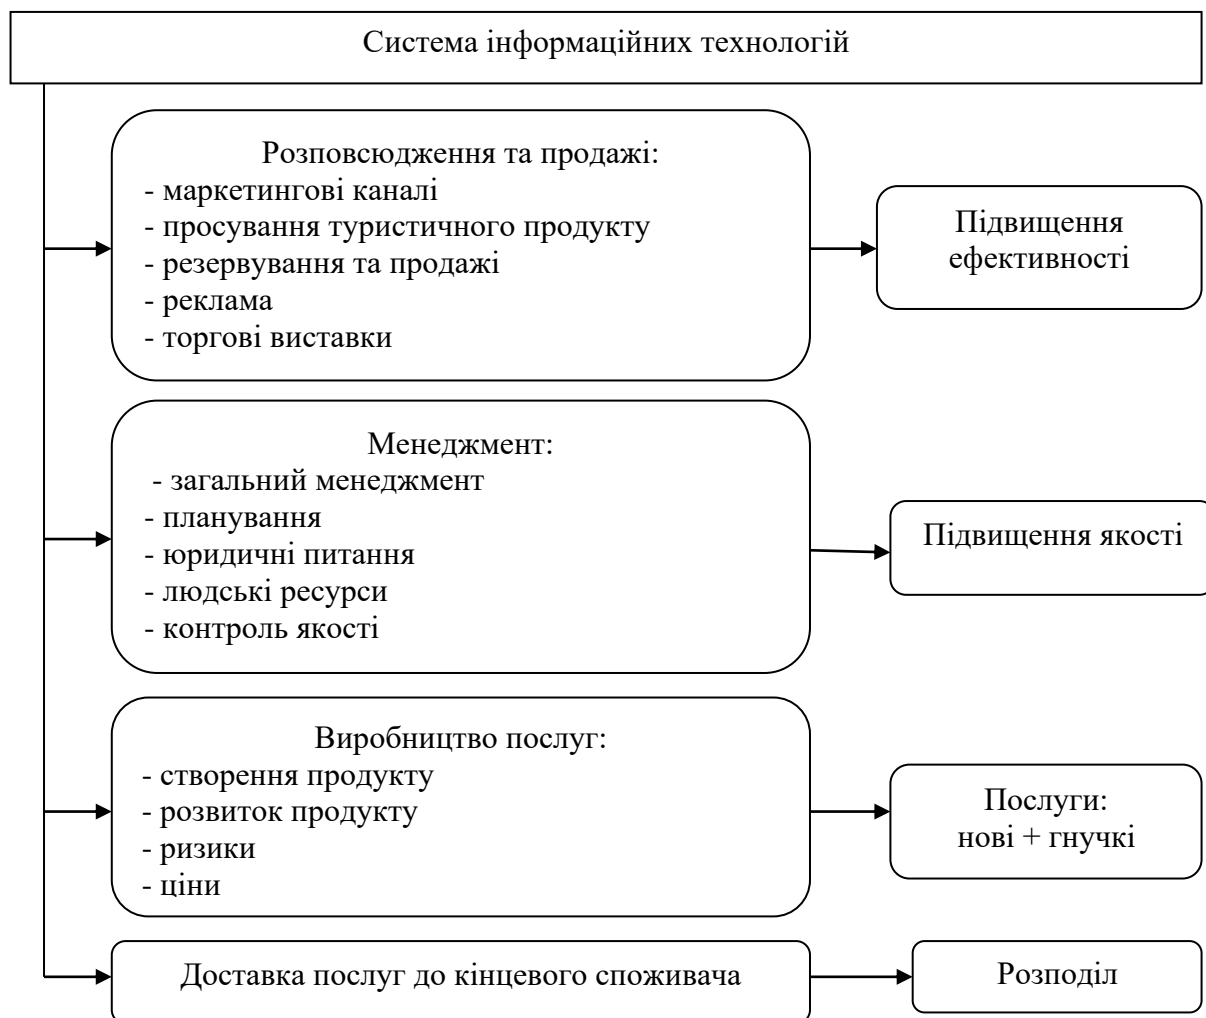 Система інформаційних технологій
Розповсюдження та продажі:
- маркетингові каналі
- просування туристичного продукту
- резервування та продажі
- реклама
- торгові виставки
Підвищення
ефективності
Менеджмент:
- загальний менеджмент
- планування
- юридичні питання
- людські ресурси
- контроль якості
Підвищення якості
Виробництво послуг:
- створення продукту
- розвиток продукту
- ризики
- ціни
Послуги:
нові + гнучкі
Доставка послуг до кінцевого споживача
Розподіл